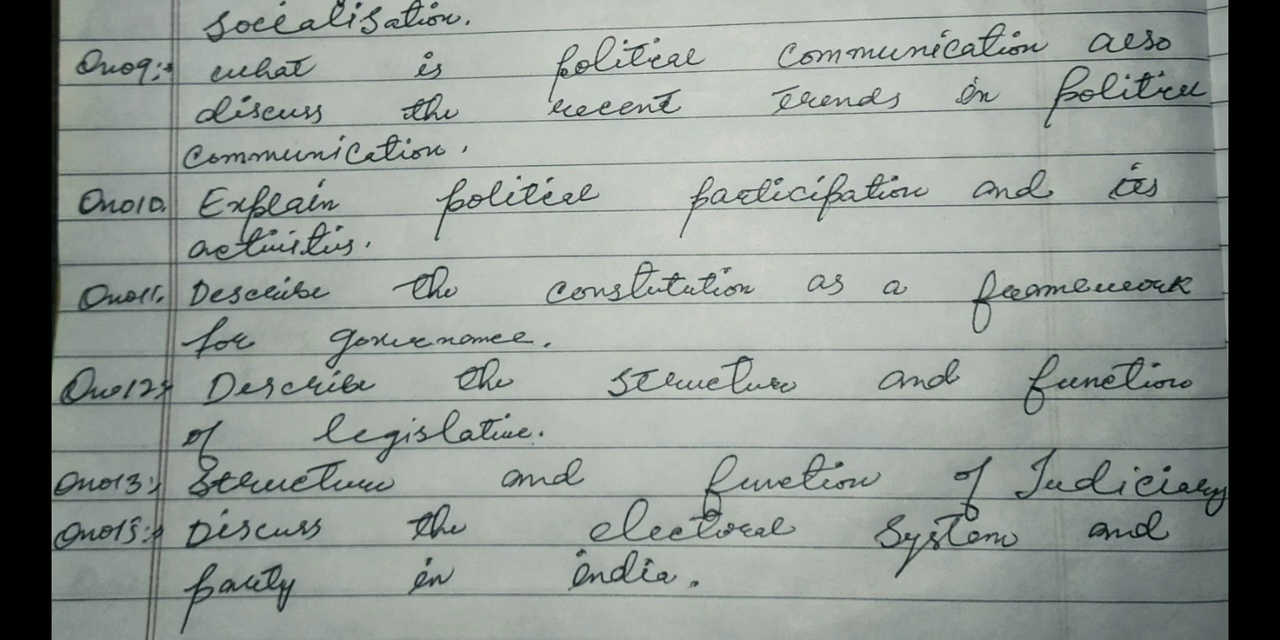 socialisation.
Qno9:→ what is political communication also
discuss the recent trends in political
communication.
Qno10. Explain political participation and its
activities.
Qno11. Describe the constitution as a framework
for governance.
Qno12:→ Describe the structure and function
of legislative.
Qno13:→ Structure and function of Judiciary
Qno15:→ Discuss the electoral system and
party in india.